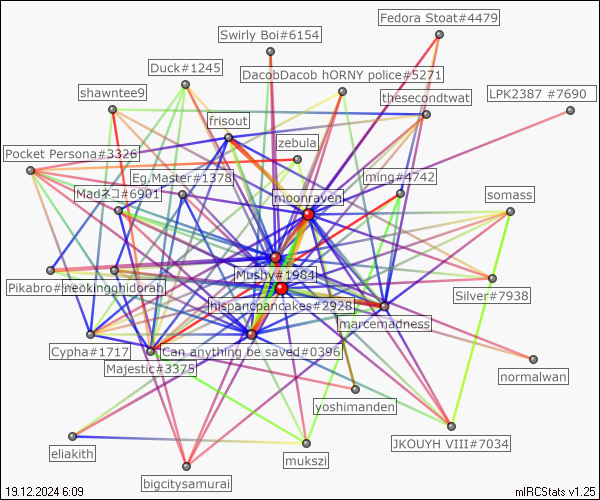 Fedora Stoat#4479
Swirly Boi#6154
Duck#1245
DacobDacob hORNY police#5271
shawntee9
thesecondtwat
LPK2387 #7690
frisout
zebula
Pocket Persona#3326
Eg.Master#1378
ming#4742
Madネコ#6901
moonraven
somass
Mushy#1984
Pikabro#
neokingghidorah
Silver#7938
hispancpancakes#2928
marcemadness
Cypha#1717
Can anything be saved#0396
Majestic#3375
normalwan
yoshimanden
JKOUYH VIII#7034
eliakith
mukszi
bigcitysamurai
19.12.2024 6:09
mIRCStats v1.25